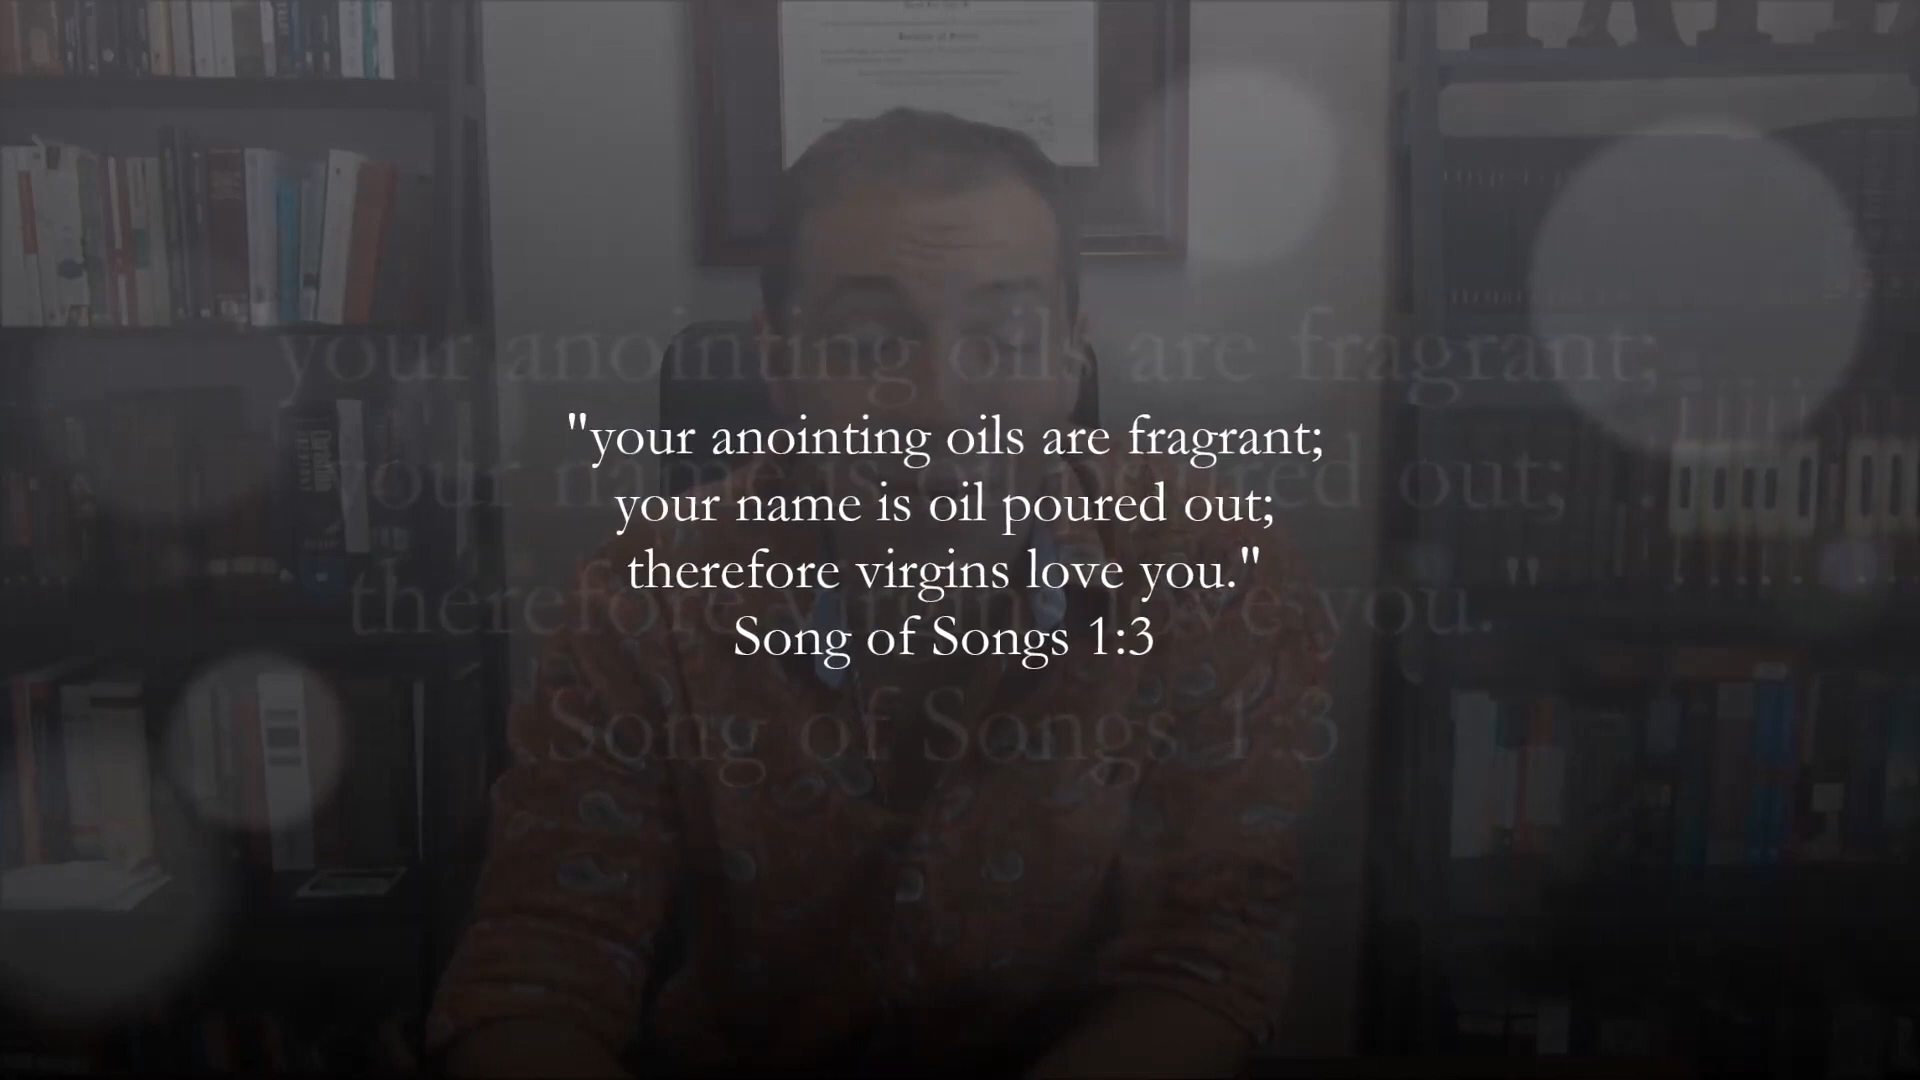 "your anointing oils are fragrant;
your name is oil poured out;
therefore virgins love you."
Song of Songs 1:3